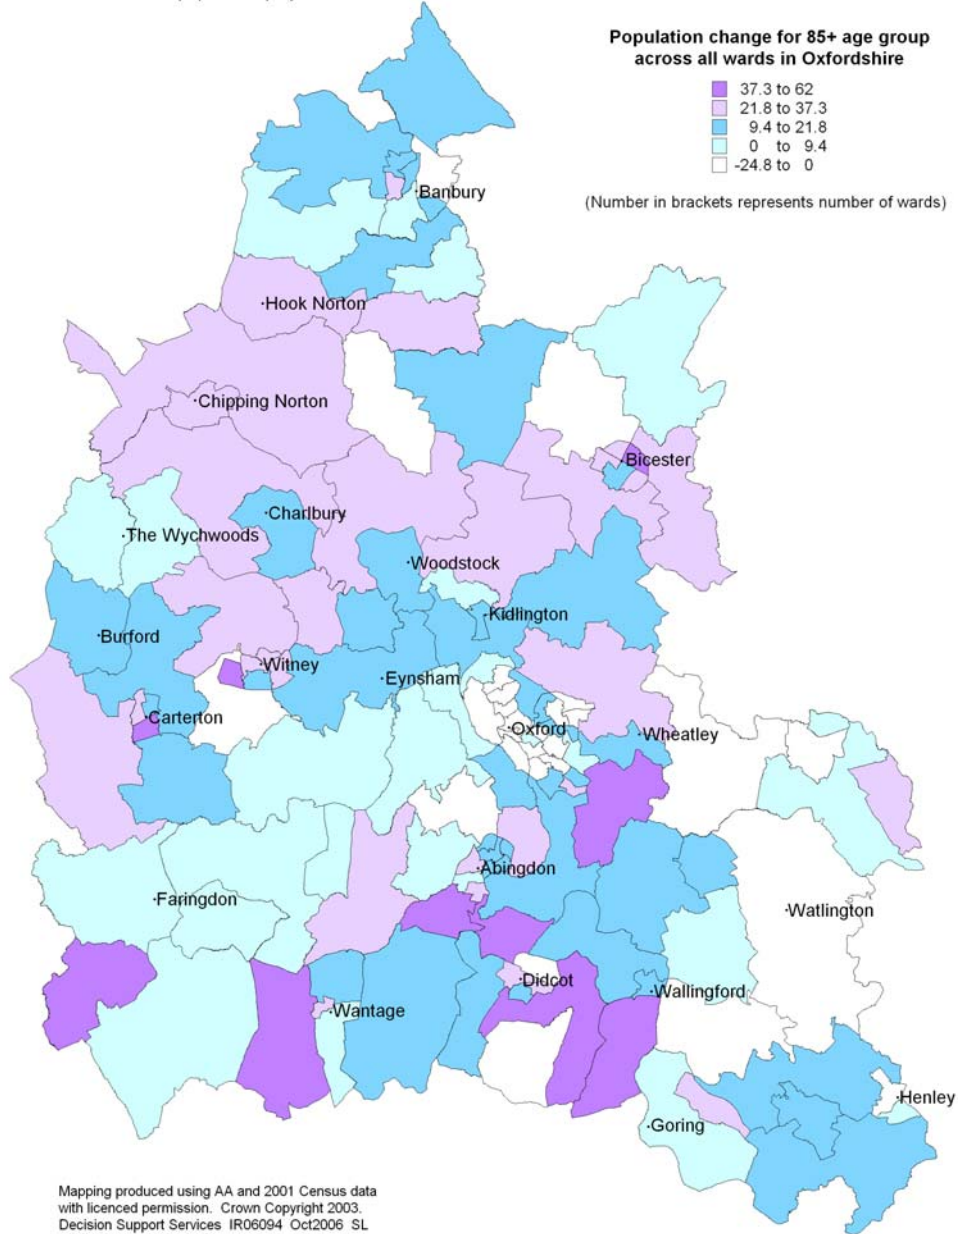 Population change for 85+ age group
across all wards in Oxfordshire
37.3 to 62
21.8 to 37.3
9.4 to 21.8
0 to 9.4
-24.8 to 0
(Number in brackets represents number of wards)
Banbury
Hook Norton
Chipping Norton
Bicester
Charlbury
The Wychwoods
Woodstock
Kidlington
Burford
Witney
Eynsham
Carterton
Oxford
Wheatley
Abingdon
Faringdon
Watlington
Didcot
Wallingford
Wantage
Henley
Goring
Mapping produced using AA and 2001 Census data
with licenced permission. Crown Copyright 2003.
Decision Support Services IR06094 Oct2006 SL